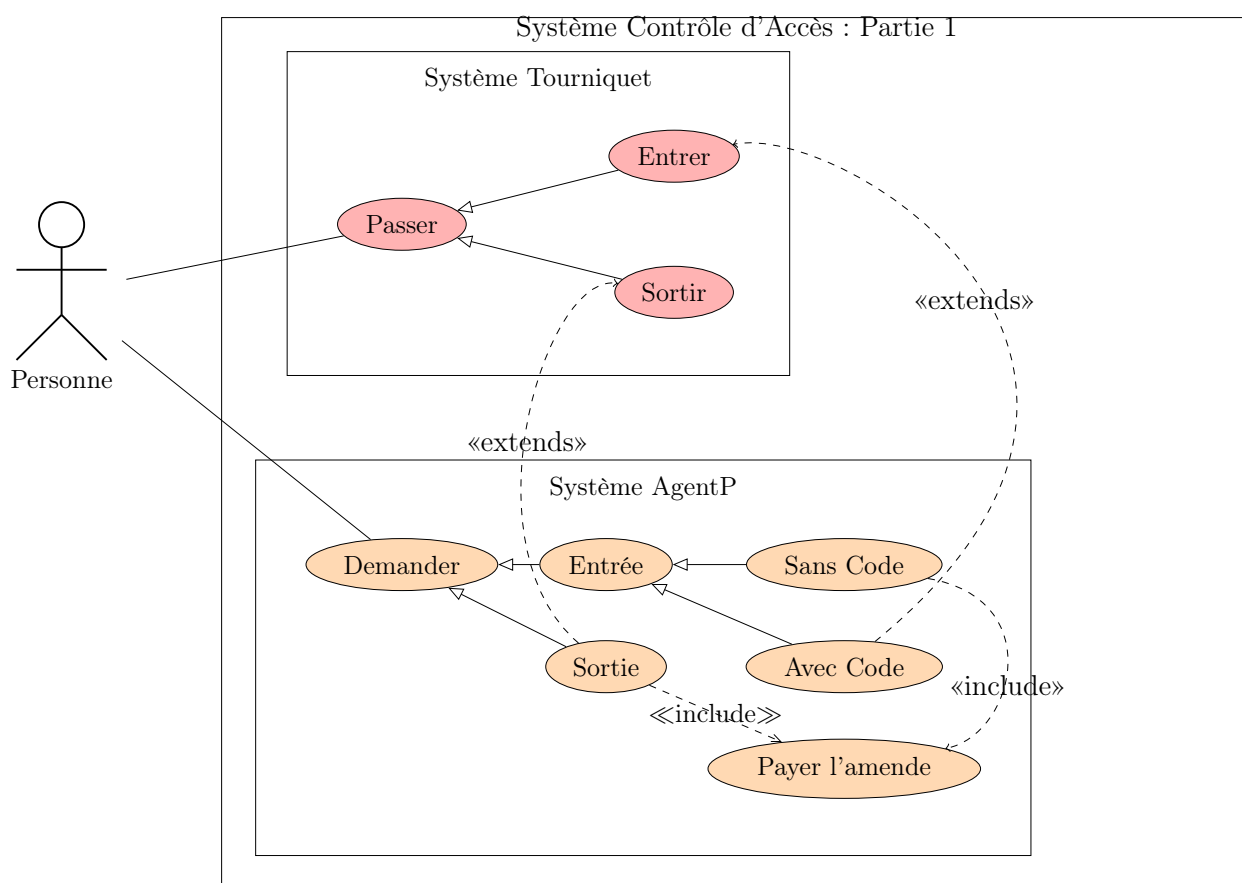 Système Contrôle d'Accès : Partie 1
Système Tourniquet
Entrer
Passer
Sortir
«extends»
Personne
«extends»
Système AgentP
Demander
Entrée
Sans Code
Sortie
Avec Code
«include»
≪include≫
Payer l'amende